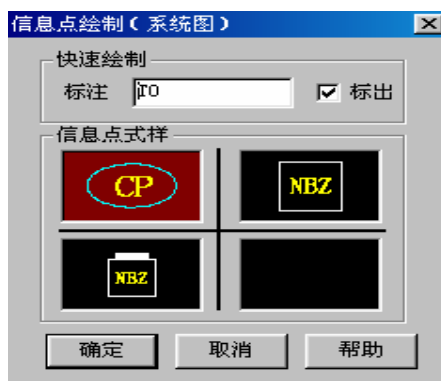 信息点绘制(系统图)
快速绘制
标注 TO 标出
信息点式样
CP NBZ
NBZ
确定 取消 帮助